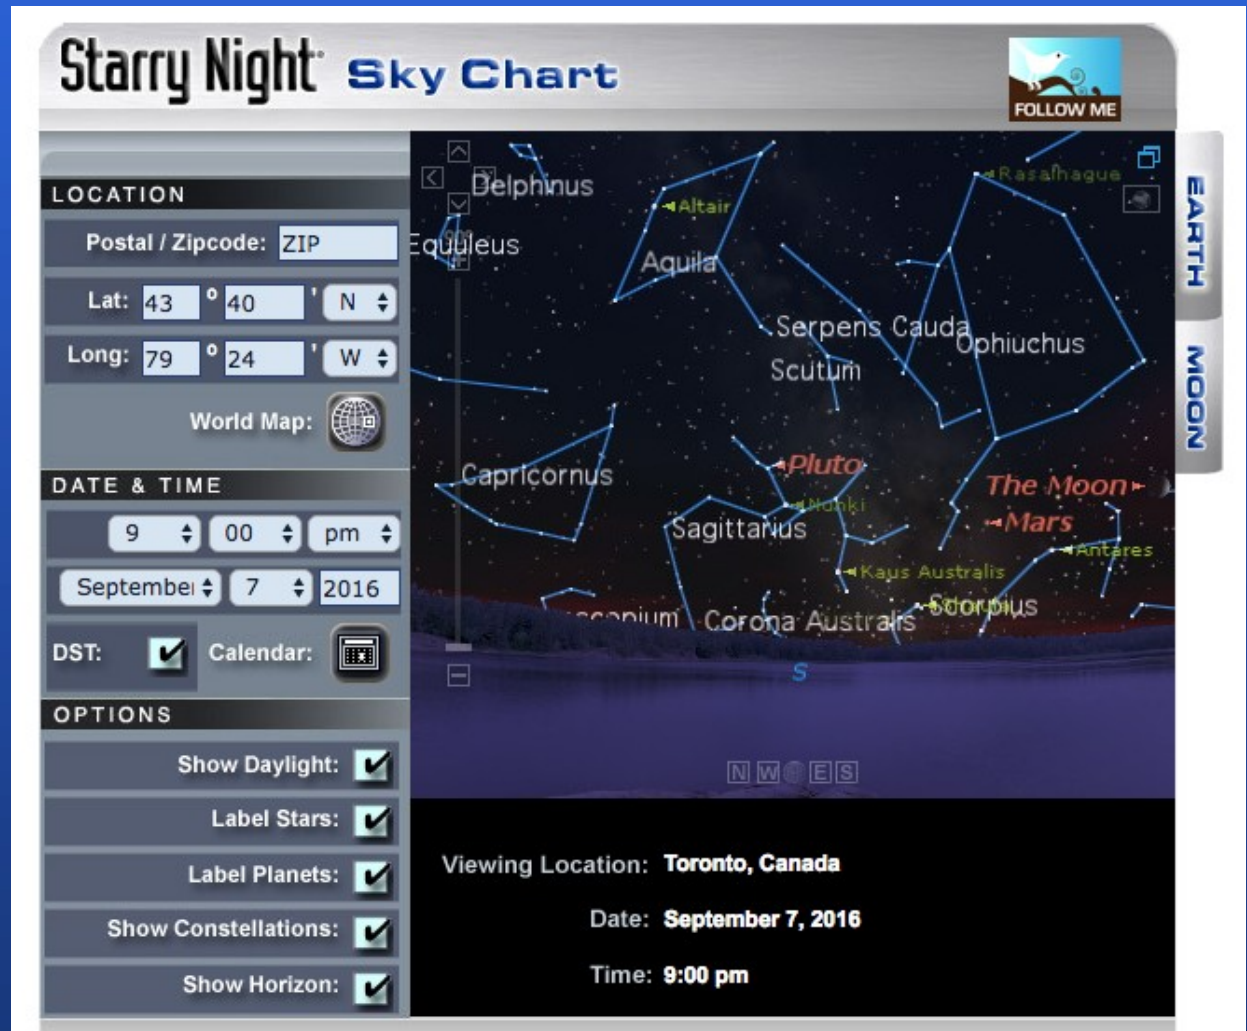 Starry Night Sky Chart
FOLLOW ME
EARTH
MOON
LOCATION
Postal / Zipcode: ZIP
Lat: 43 ° 40 ' N
Long: 79 ° 24 ' W
World Map:
DATE & TIME
9 00 pm
September 7 2016
DST: Calendar:
OPTIONS
Show Daylight:
Label Stars:
Label Planets:
Show Constellations:
Show Horizon:
Delphinus
Rasalhague
Altair
Equuleus
Aquila
Serpens Cauda
Ophiuchus
Scutum
Pluto
Capricornus
The Moon
Nunki
Mars
Sagittarius
Antares
Kaus Australis
Scorpius
Corona Australis
S
N W E S
Viewing Location: Toronto, Canada
Date: September 7, 2016
Time: 9:00 pm